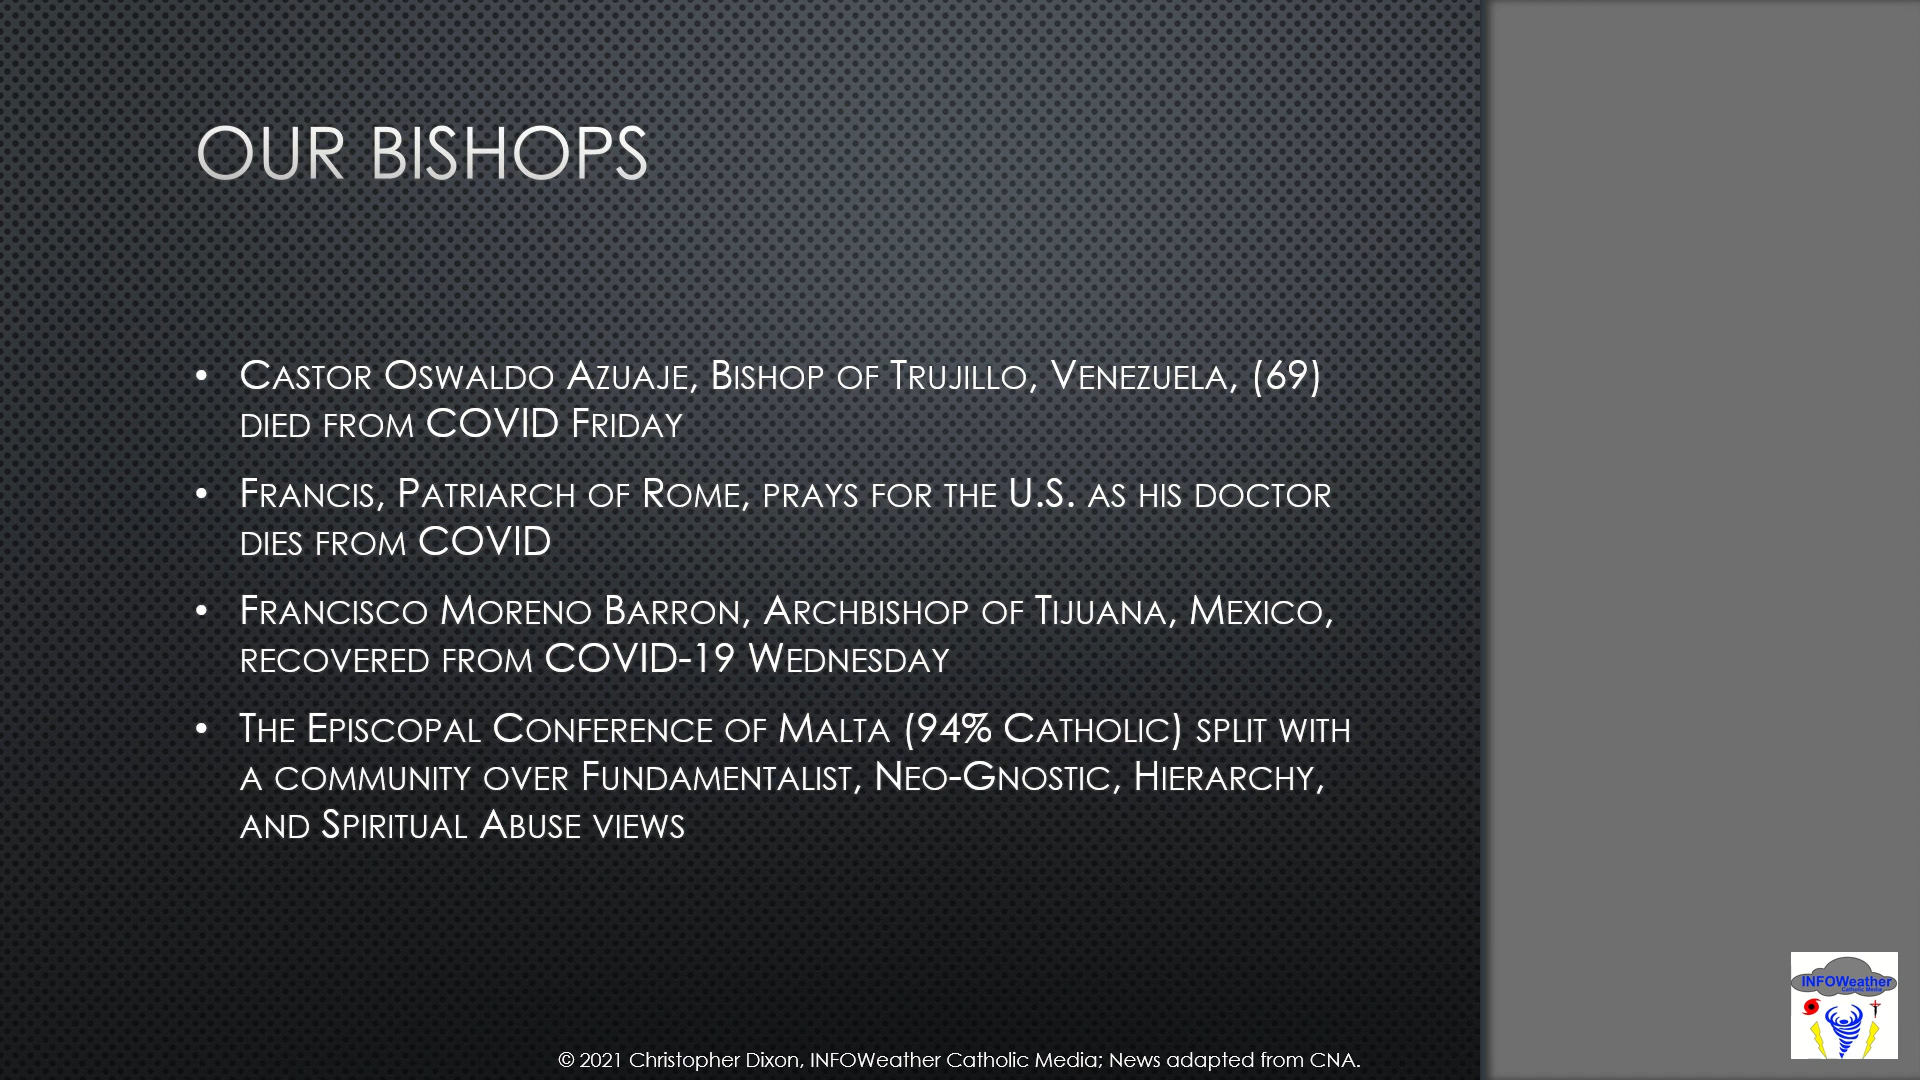 OUR BISHOPS
• CASTOR OSWALDO AZUAJE, BISHOP OF TRUJILLO, VENEZUELA, (69)
DIED FROM COVID FRIDAY
• FRANCIS, PATRIARCH OF ROME, PRAYS FOR THE U.S. AS HIS DOCTOR
DIES FROM COVID
• FRANCISCO MORENO BARRON, ARCHBISHOP OF TIJUANA, MEXICO,
RECOVERED FROM COVID-19 WEDNESDAY
• THE EPISCOPAL CONFERENCE OF MALTA (94% CATHOLIC) SPLIT WITH
A COMMUNITY OVER FUNDAMENTALIST, NEO-GNOSTIC, HIERARCHY,
AND SPIRITUAL ABUSE VIEWS
INFOWeather
Catholic Media
© 2021 Christopher Dixon, INFOWeather Catholic Media; News adapted from CNA.